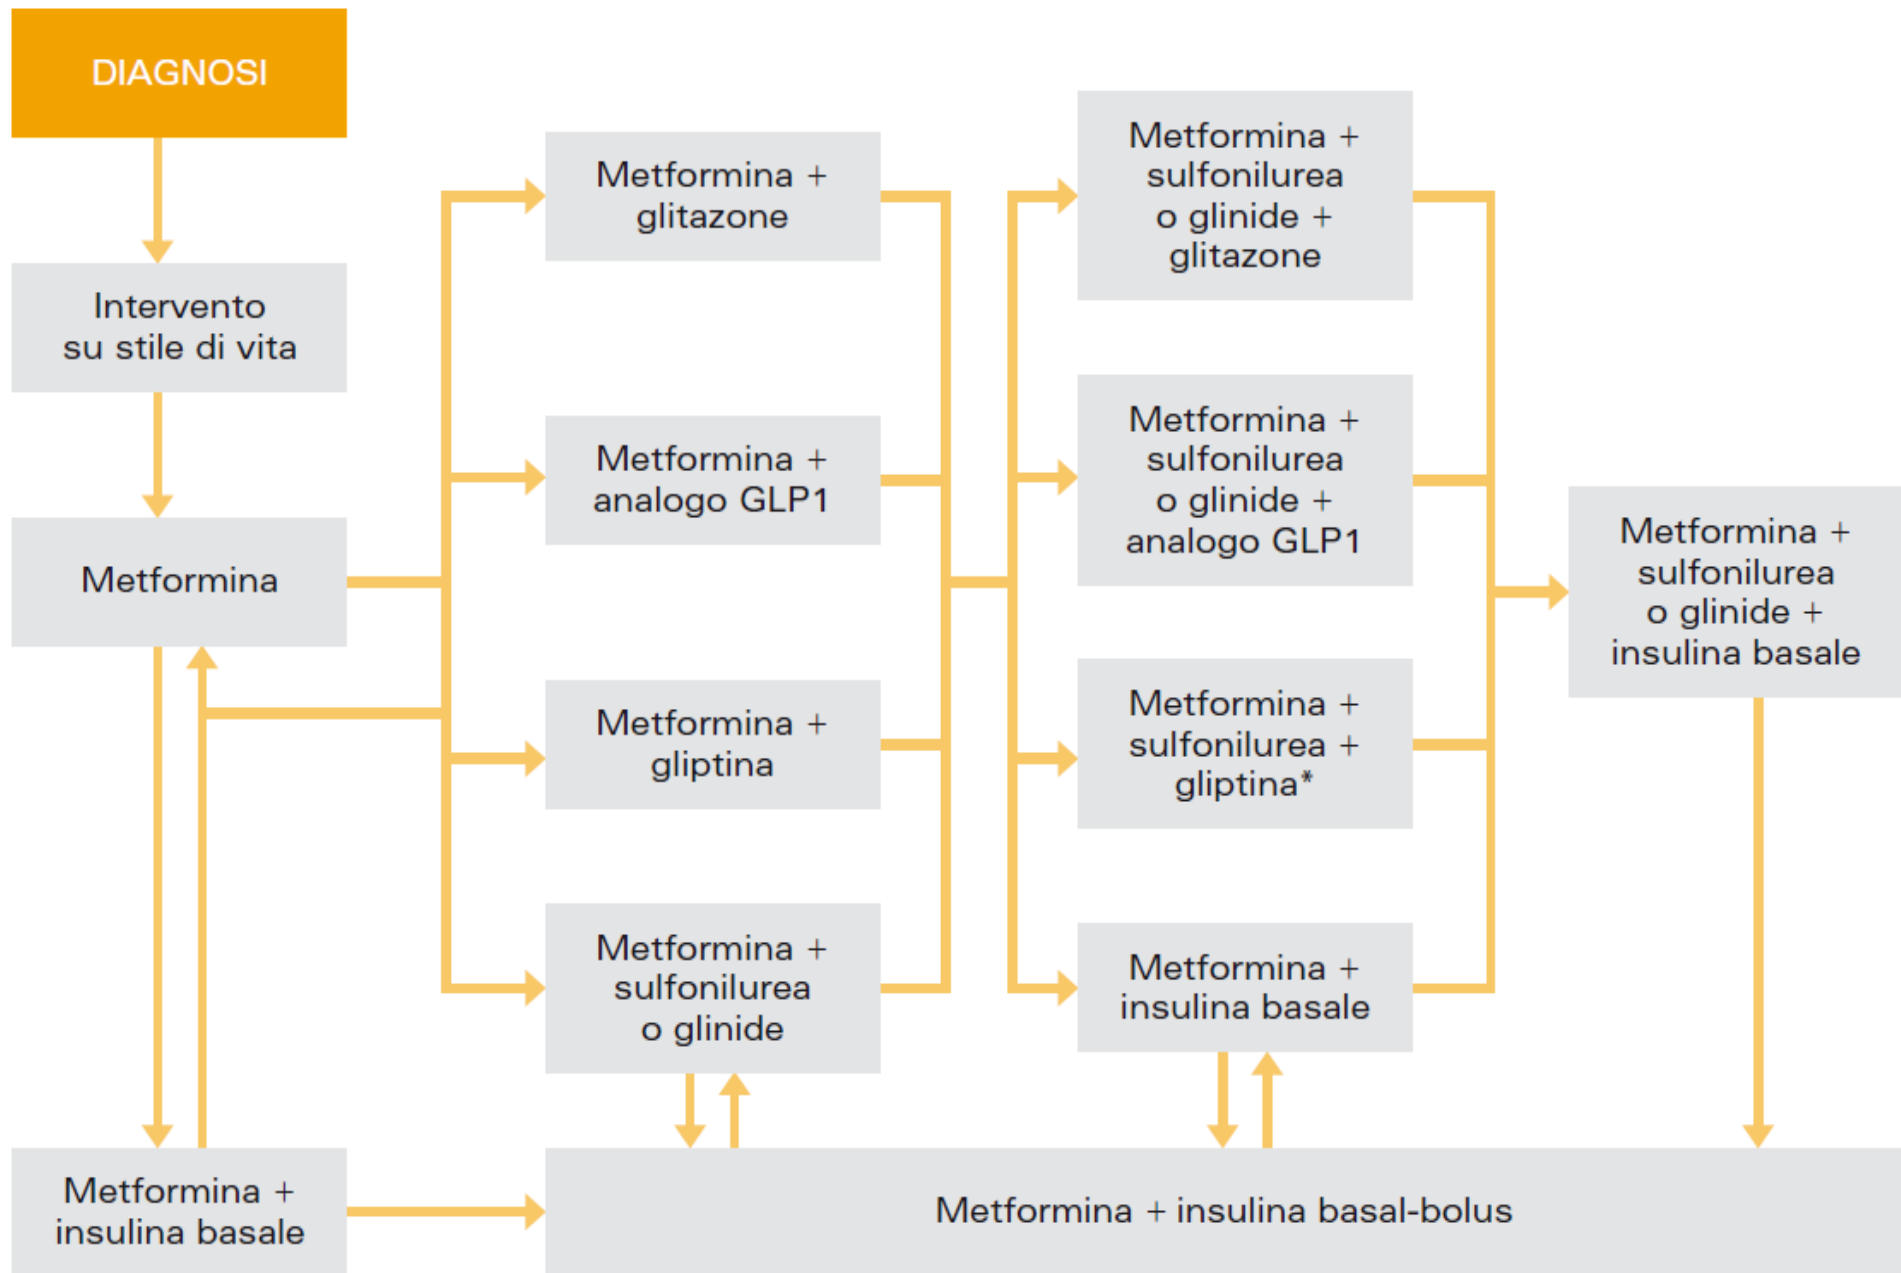 DIAGNOSI
Intervento
su stile di vita
Metformina
Metformina +
insulina basale
Metformina +
glitazone
Metformina +
analogo GLP1
Metformina +
gliptina
Metformina +
sulfonilurea
o glinide
Metformina +
sulfonilurea
o glinide +
glitazone
Metformina +
sulfonilurea
o glinide +
analogo GLP1
Metformina +
sulfonilurea +
gliptina*
Metformina +
insulina basale
Metformina +
sulfonilurea
o glinide +
insulina basale
Metformina + insulina basal-bolus